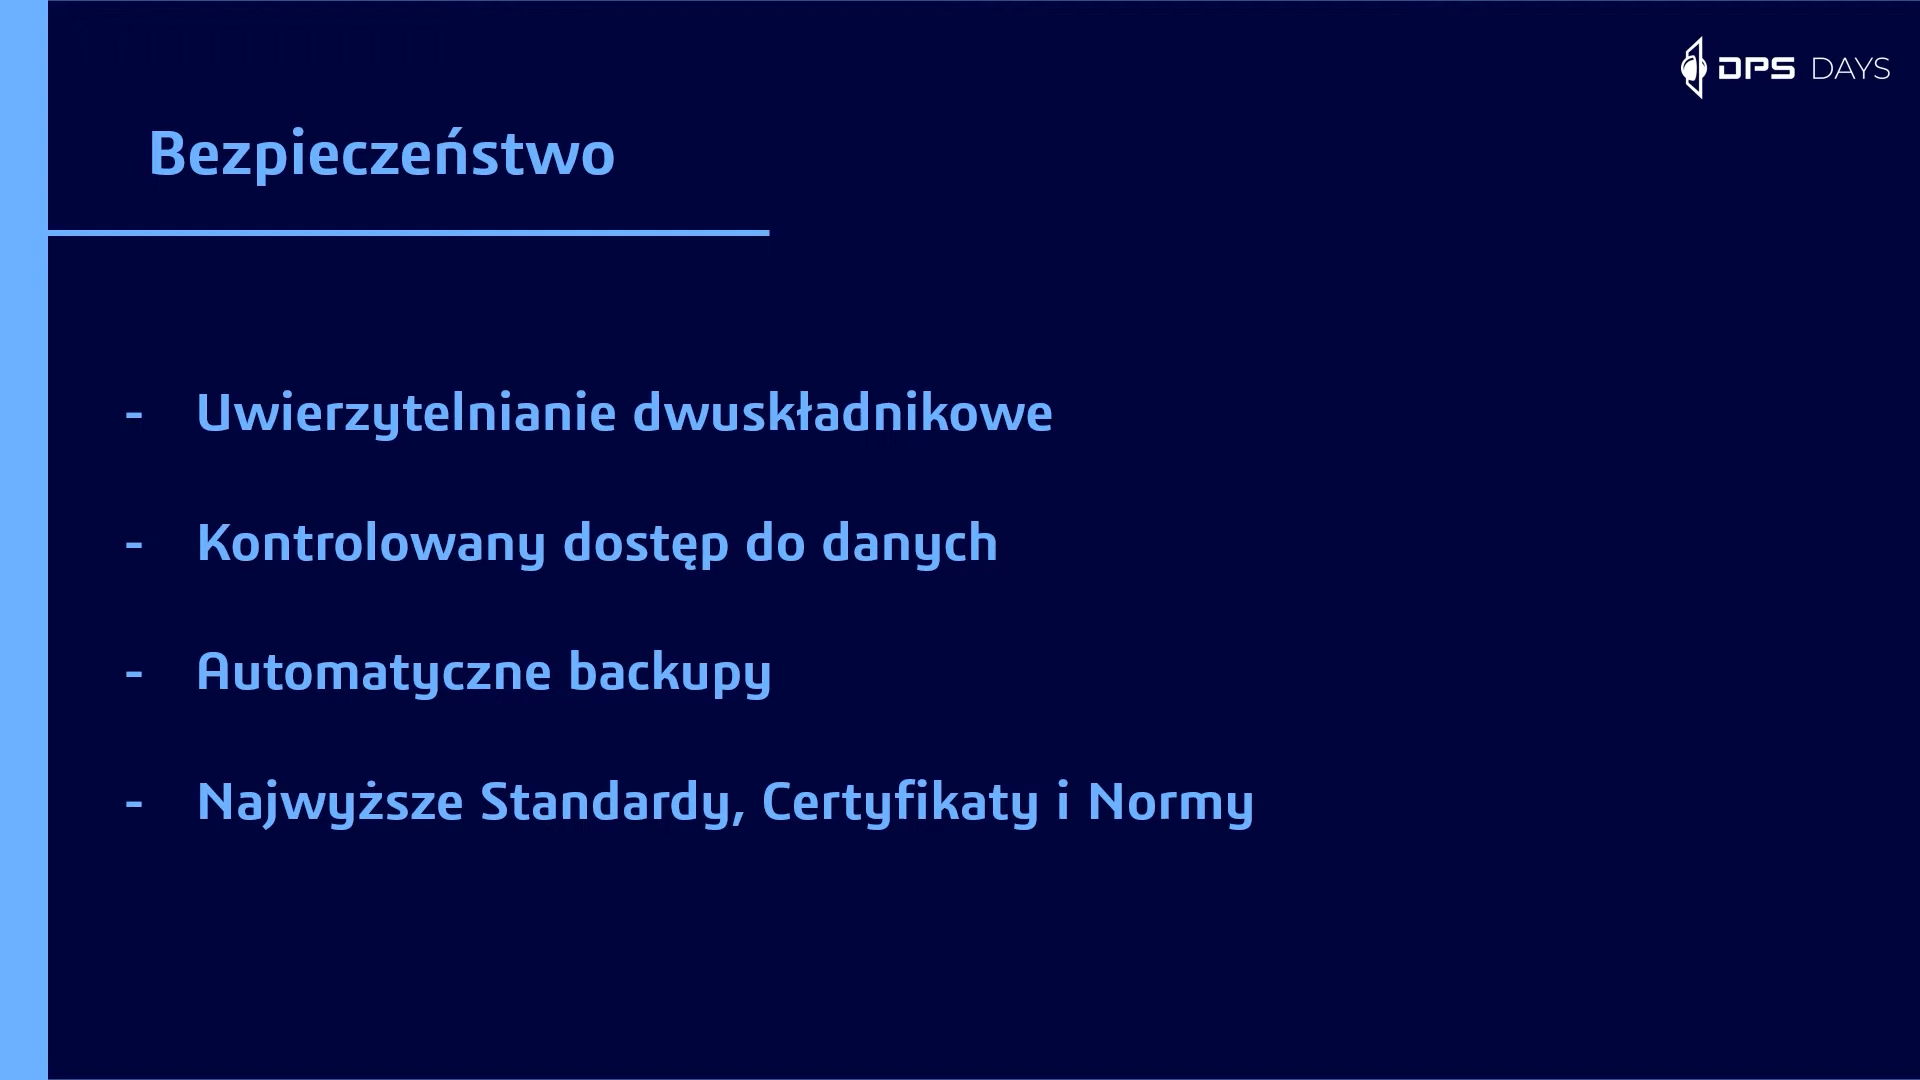 DPS DAYS
Bezpieczeństwo
- Uwierzytelnianie dwuskładnikowe
- Kontrolowany dostęp do danych
- Automatyczne backupy
- Najwyższe Standardy, Certyfikaty i Normy